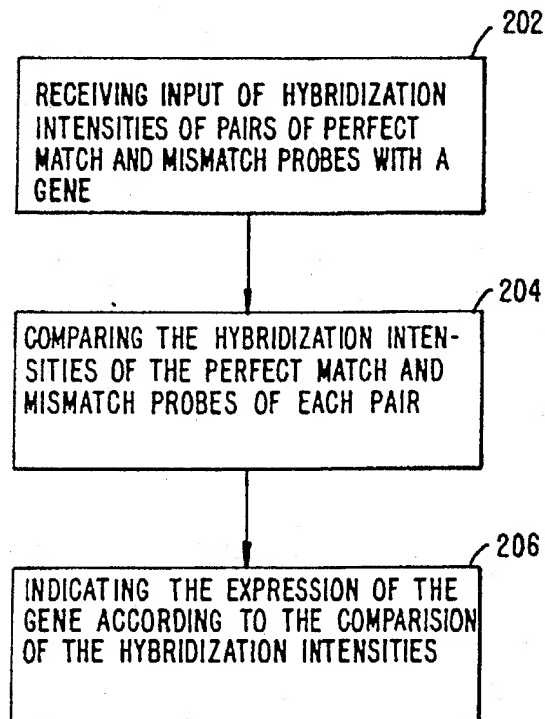 202
RECEIVING INPUT OF HYBRIDIZATION
INTENSITIES OF PAIRS OF PERFECT
MATCH AND MISMATCH PROBES WITH A
GENE
204
COMPARING THE HYBRIDIZATION INTEN-
SITIES OF THE PERFECT MATCH AND
MISMATCH PROBES OF EACH PAIR
206
INDICATING THE EXPRESSION OF THE
GENE ACCORDING TO THE COMPARISION
OF THE HYBRIDIZATION INTENSITIES